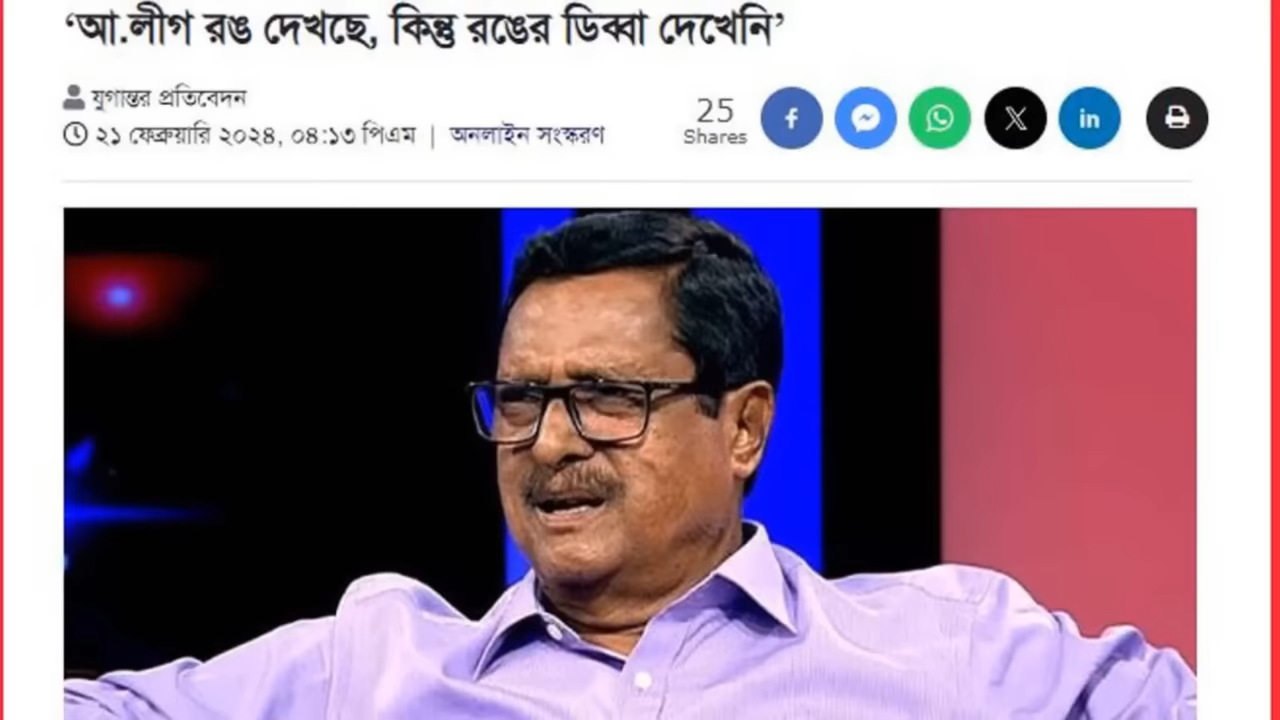 ‘আ.লীগ রঙ দেখছে, কিন্তু রঙের ডিব্বা দেখেনি’
যুগান্তর প্রতিবেদন
২১ ফেব্রুয়ারি ২০২৪, ০৪:১৩ পিএম | অনলাইন সংস্করণ
25
Shares